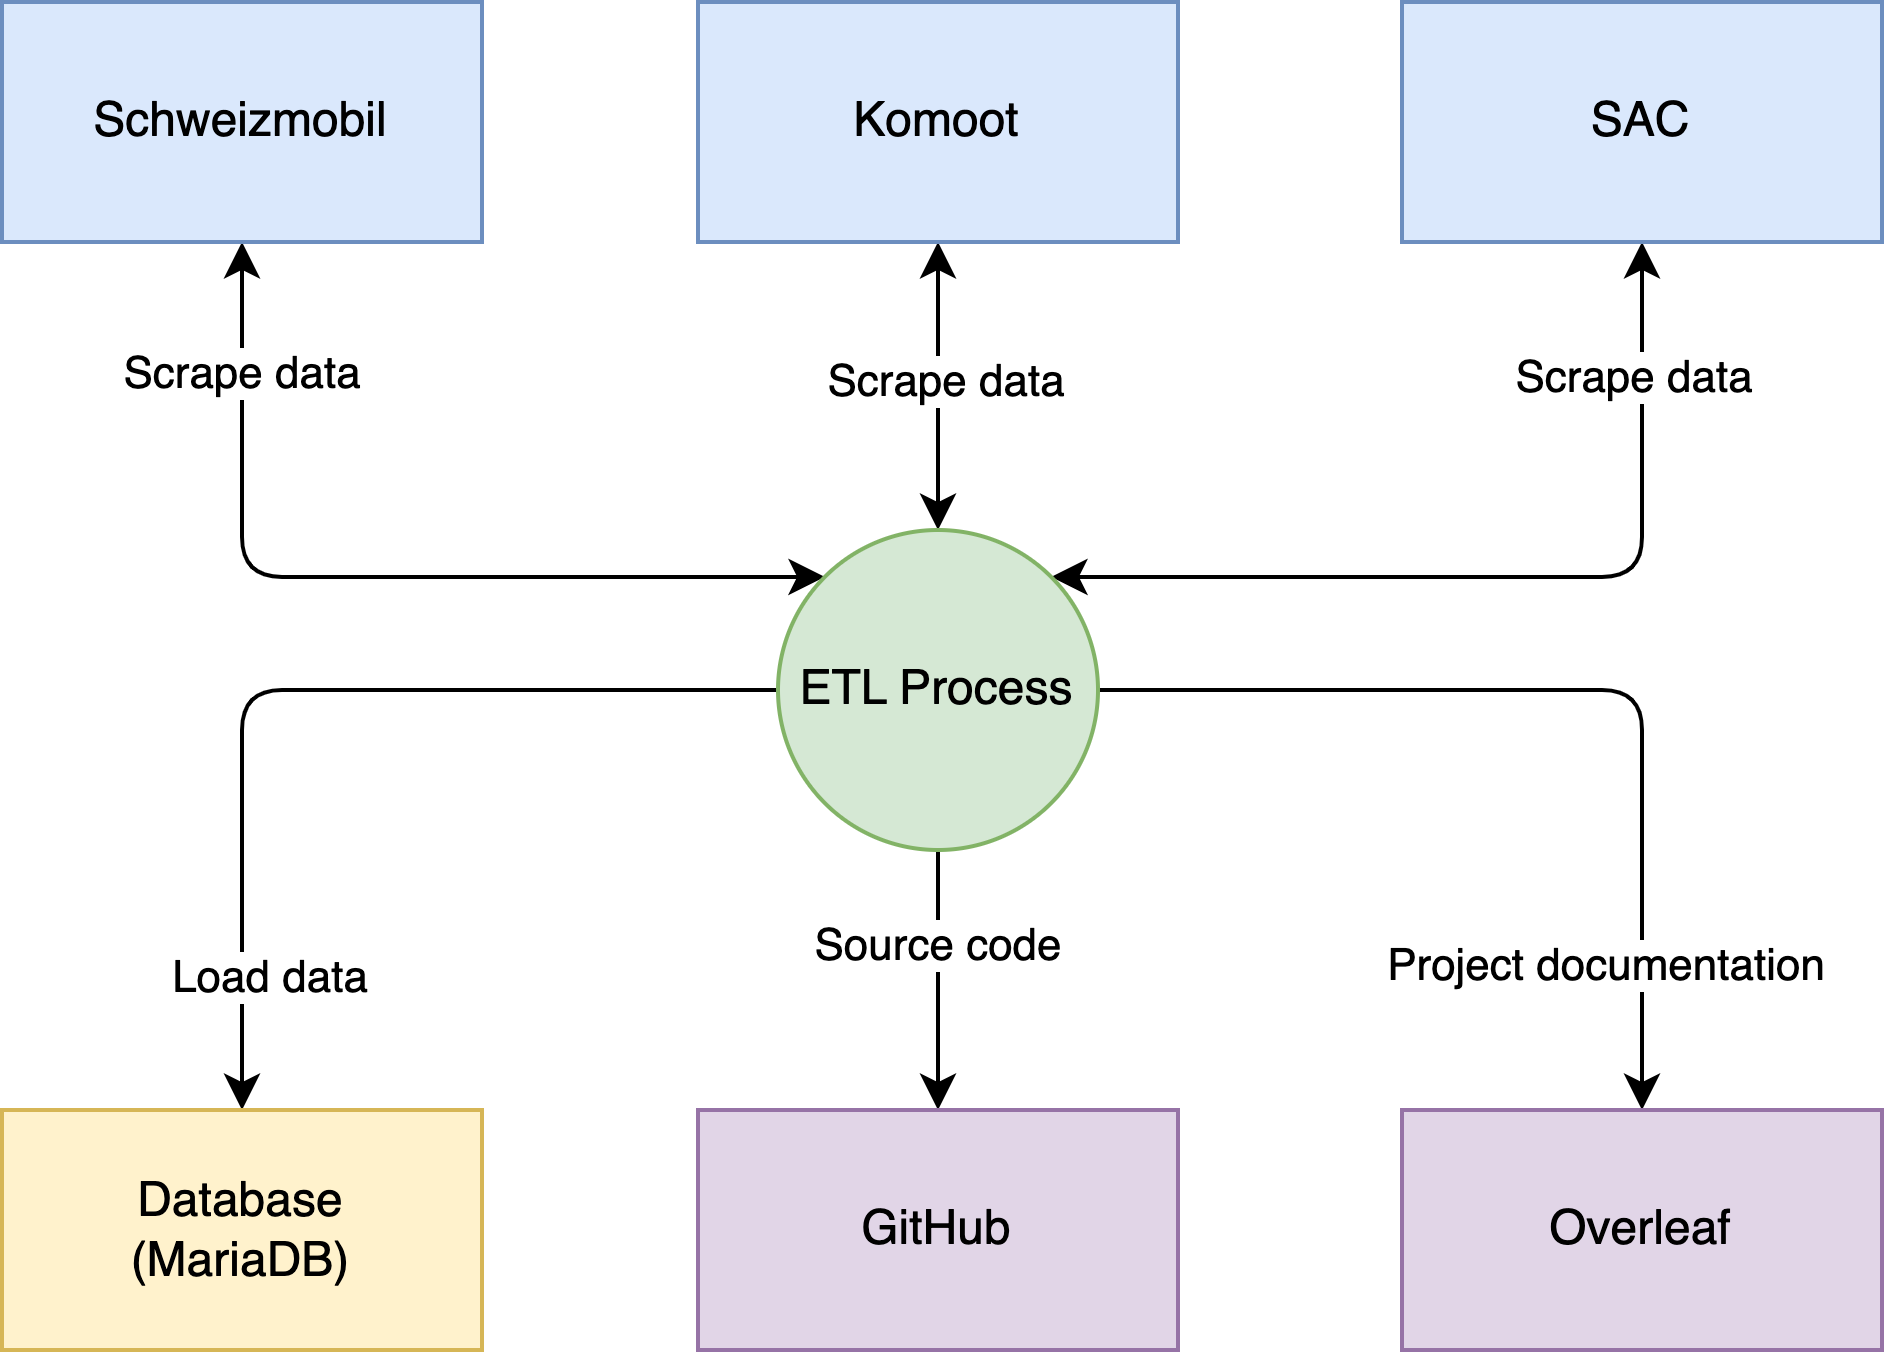 Schweizmobil
Komoot
SAC
Scrape data
Scrape data
Scrape data
ETL Process
Load data
Source code
Project documentation
Database
(MariaDB)
GitHub
Overleaf